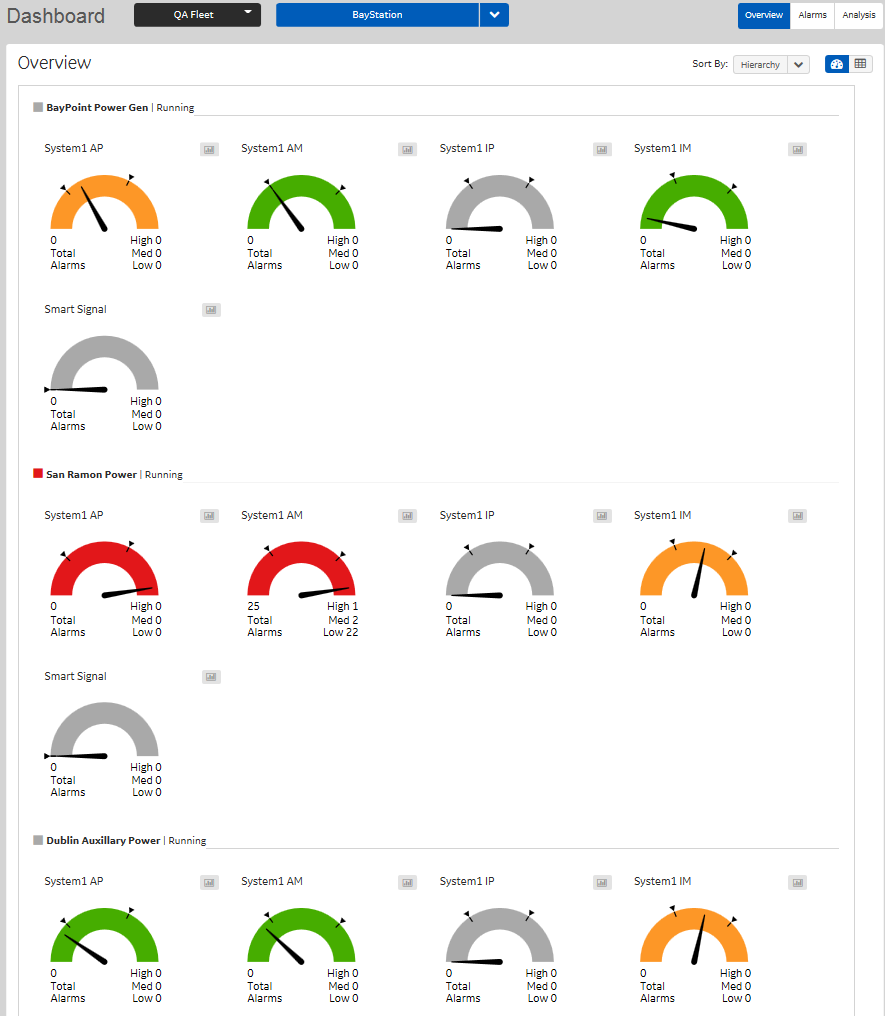 Dashboard
QA Fleet
BayStation
Overview Alarms Analysis
Overview
Sort By: Hierarchy
BayPoint Power Gen | Running
System1 AP System1 AM System1 IP System1 IM
0 High 0 0 High 0 0 High 0 0 High 0
Total Med 0 Total Med 0 Total Med 0 Total Med 0
Alarms Low 0 Alarms Low 0 Alarms Low 0 Alarms Low 0
Smart Signal
0 High 0
Total Med 0
Alarms Low 0
San Ramon Power | Running
System1 AP System1 AM System1 IP System1 IM
0 High 0 25 High 1 0 High 0 0 High 0
Total Med 0 Total Med 2 Total Med 0 Total Med 0
Alarms Low 0 Alarms Low 22 Alarms Low 0 Alarms Low 0
Smart Signal
0 High 0
Total Med 0
Alarms Low 0
Dublin Auxillary Power | Running
System1 AP System1 AM System1 IP System1 IM
0 High 0 0 High 0 0 High 0 0 High 0
Total Med 0 Total Med 0 Total Med 0 Total Med 0
Alarms Low 0 Alarms Low 0 Alarms Low 0 Alarms Low 0